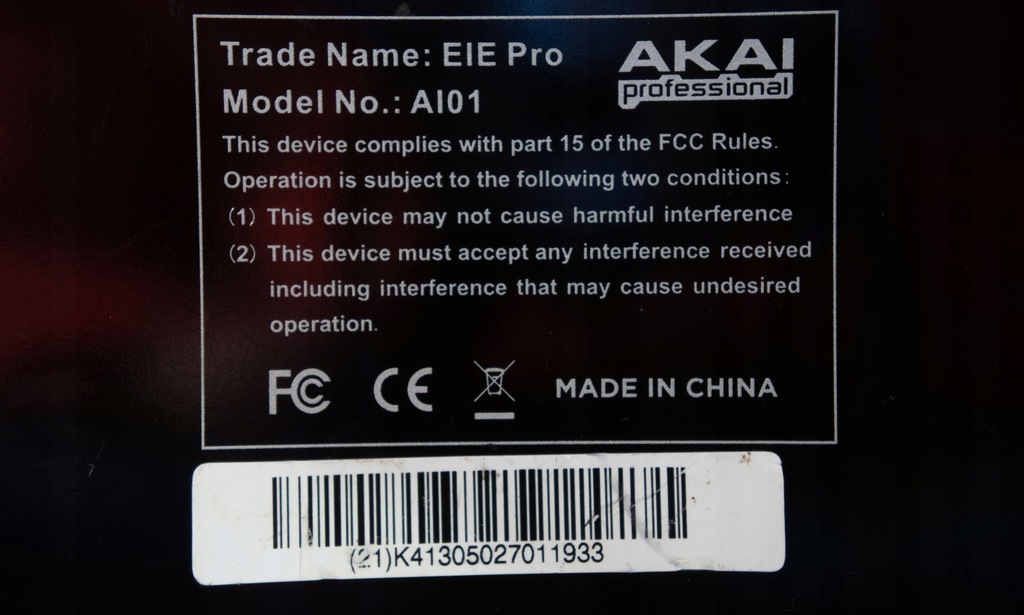 Trade Name: EIE Pro
AKAI
professional
Model No.: AI01
This device complies with part 15 of the FCC Rules.
Operation is subject to the following two conditions:
(1) This device may not cause harmful interference
(2) This device must accept any interference received
including interference that may cause undesired
operation.
FC CE MADE IN CHINA
(21)K41305027011933